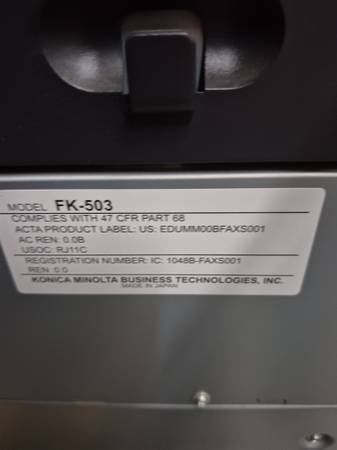 MODEL FK-503
COMPLIES WITH 47 CFR PART 68
ACTA PRODUCT LABEL: US: EDUMM00BFAXS001
AC REN: 0.0B
USOC: RJ11C
REGISTRATION NUMBER: IC: 1048B-FAXS001
REN: 0.0
KONICA MINOLTA BUSINESS TECHNOLOGIES, INC.
MADE IN JAPAN